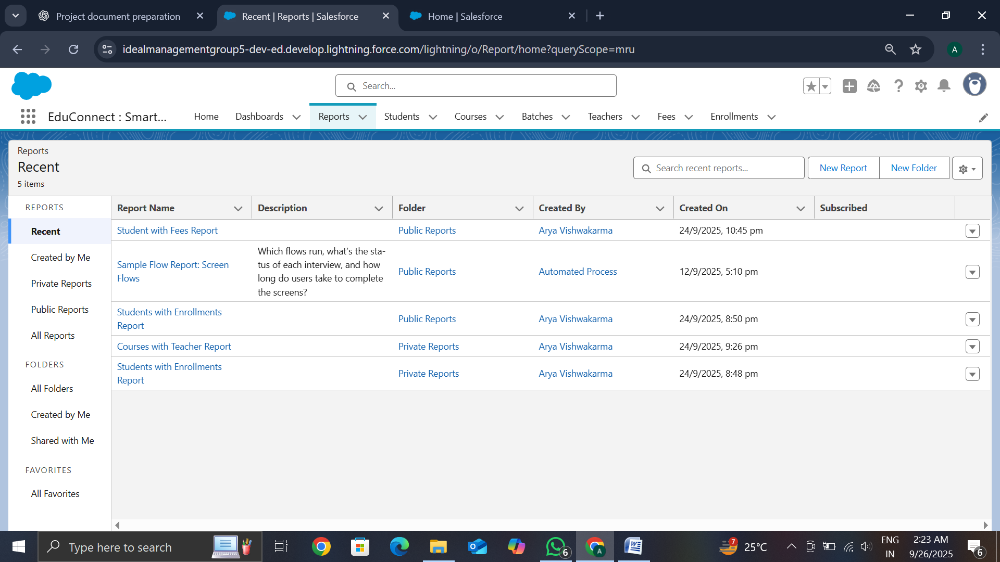 Project document preparation
Recent | Reports | Salesforce
Home | Salesforce
idealmanagementgroup5-dev-ed.develop.lightning.force.com/lightning/o/Report/home?queryScope=mru
A
Search...
EduConnect : Smart...
Home
Dashboards
Reports
Students
Courses
Batches
Teachers
Fees
Enrollments
Reports
Recent
5 items
Search recent reports...
New Report
New Folder
REPORTS
Recent
Created by Me
Private Reports
Public Reports
All Reports
FOLDERS
All Folders
Created by Me
Shared with Me
FAVORITES
All Favorites
Report Name
Description
Folder
Created By
Created On
Subscribed
Student with Fees Report
Public Reports
Arya Vishwakarma
24/9/2025, 10:45 pm
Sample Flow Report: Screen
Flows
Which flows run, what's the sta-
tus of each interview, and how
long do users take to complete
the screens?
Public Reports
Automated Process
12/9/2025, 5:10 pm
Students with Enrollments
Report
Public Reports
Arya Vishwakarma
24/9/2025, 8:50 pm
Courses with Teacher Report
Private Reports
Arya Vishwakarma
24/9/2025, 9:26 pm
Students with Enrollments
Report
Private Reports
Arya Vishwakarma
24/9/2025, 8:48 pm
Type here to search
6
A
7
25°C
ENG
IN
2:23 AM
9/26/2025
6